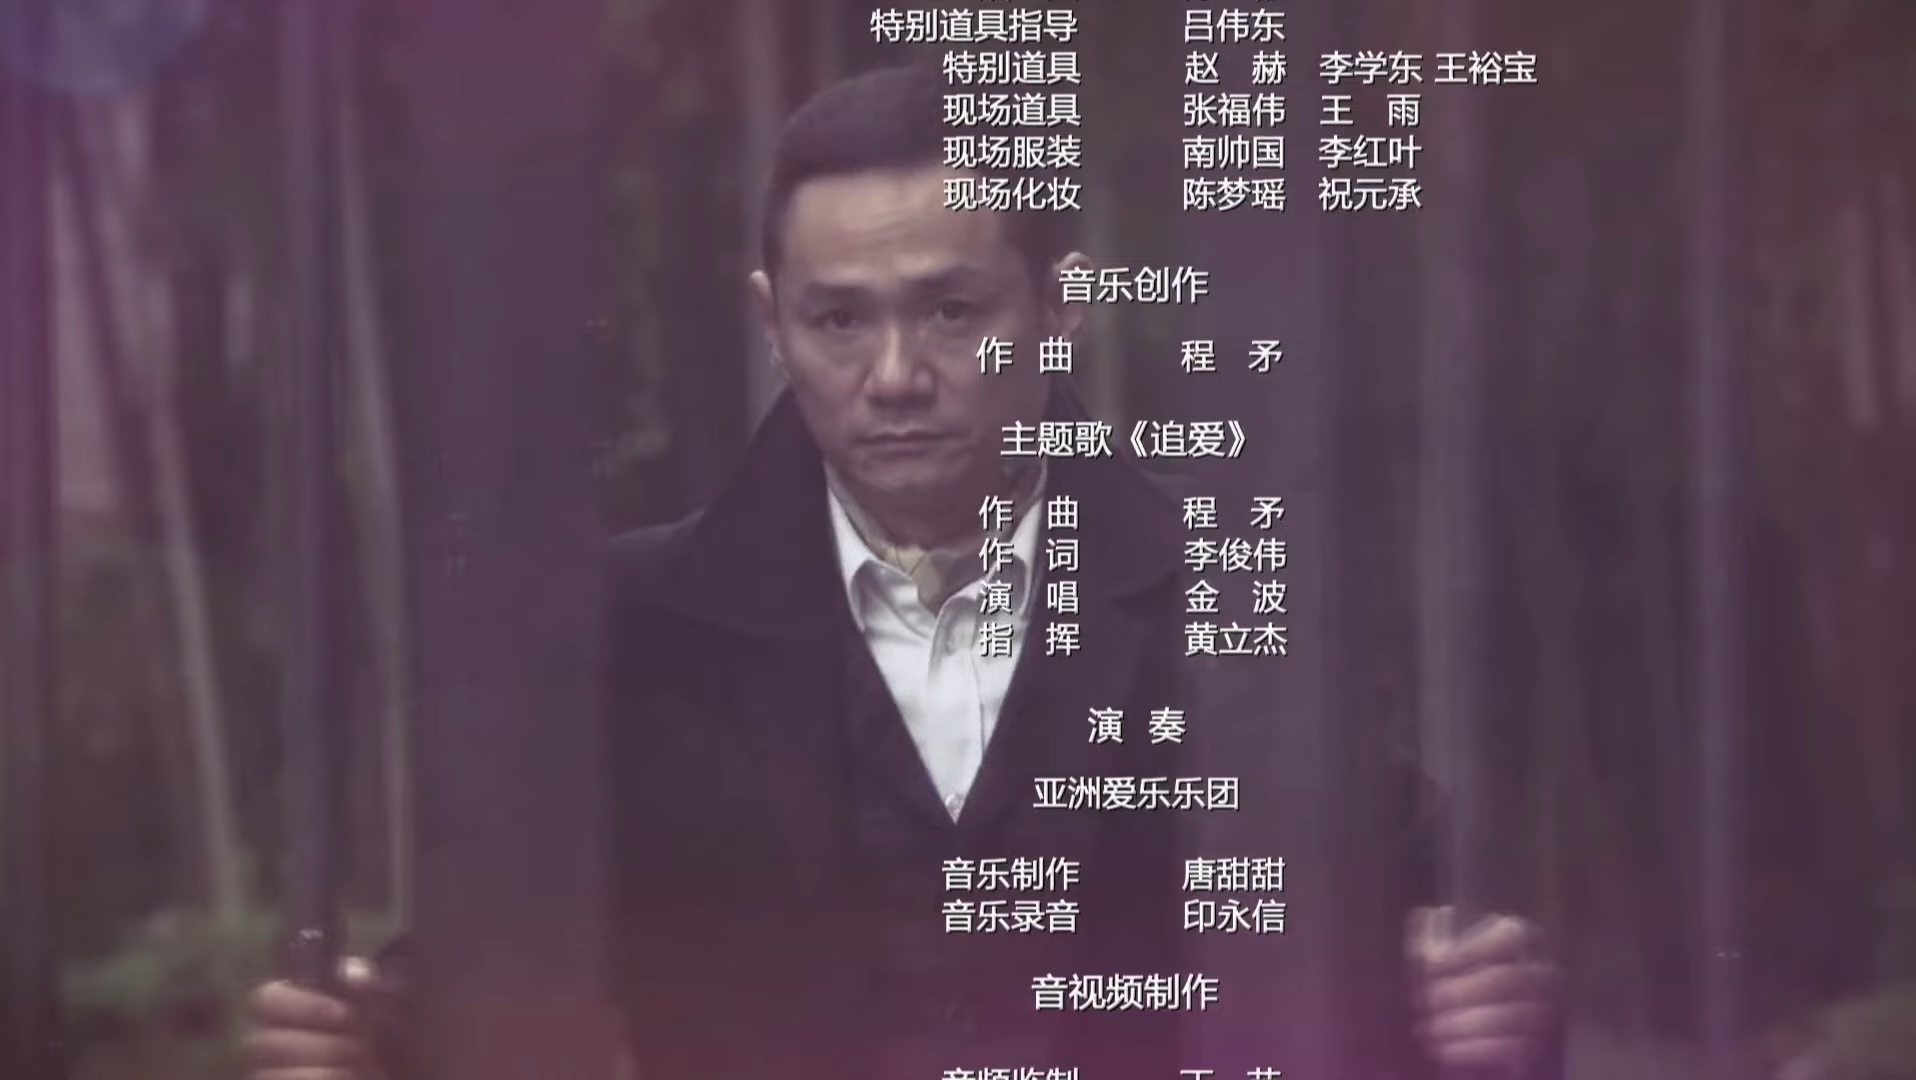 特别道具指导 吕伟东
特别道具 赵 赫 李学东 王裕宝
现场道具 张福伟 王 雨
现场服装 南帅国 李红叶
现场化妆 陈梦瑶 祝元承
音乐创作
作 曲 程 矛
主题歌《追爱》
作 曲 程 矛
作 词 李俊伟
演 唱 金 波
指 挥 黄立杰
演 奏
亚洲爱乐乐团
音乐制作 唐甜甜
音乐录音 印永信
音视频制作